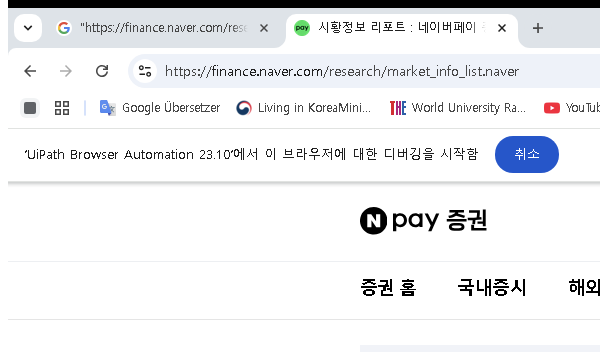 "https://finance.naver.com/rese
시황정보 리포트 : 네이버페이
https://finance.naver.com/research/market_info_list.naver
Google Übersetzer Living in KoreaMini... THE World University Ra... YouTu
'UiPath Browser Automation 23.10'에서 이 브라우저에 대한 디버깅을 시작함 취소
N pay 증권
증권 홈 국내증시 해외